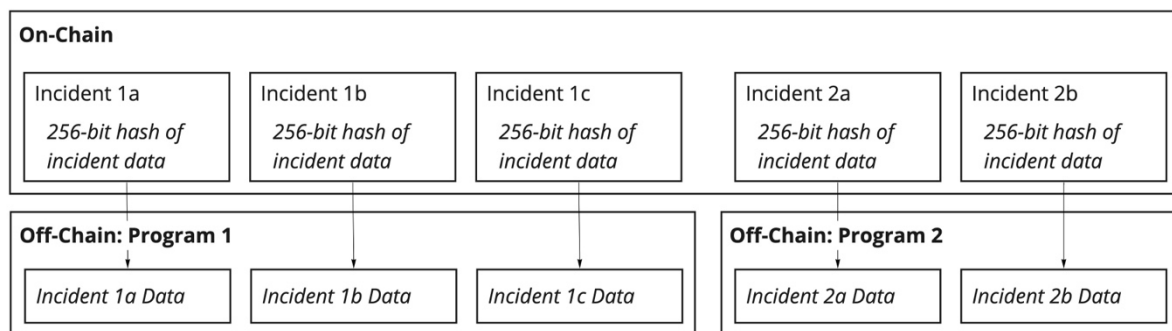 On-Chain
Incident 1a
256-bit hash of
incident data
Incident 1b
256-bit hash of
incident data
Incident 1c
256-bit hash of
incident data
Incident 2a
256-bit hash of
incident data
Incident 2b
256-bit hash of
incident data
Off-Chain: Program 1
Incident 1a Data
Incident 1b Data
Incident 1c Data
Off-Chain: Program 2
Incident 2a Data
Incident 2b Data